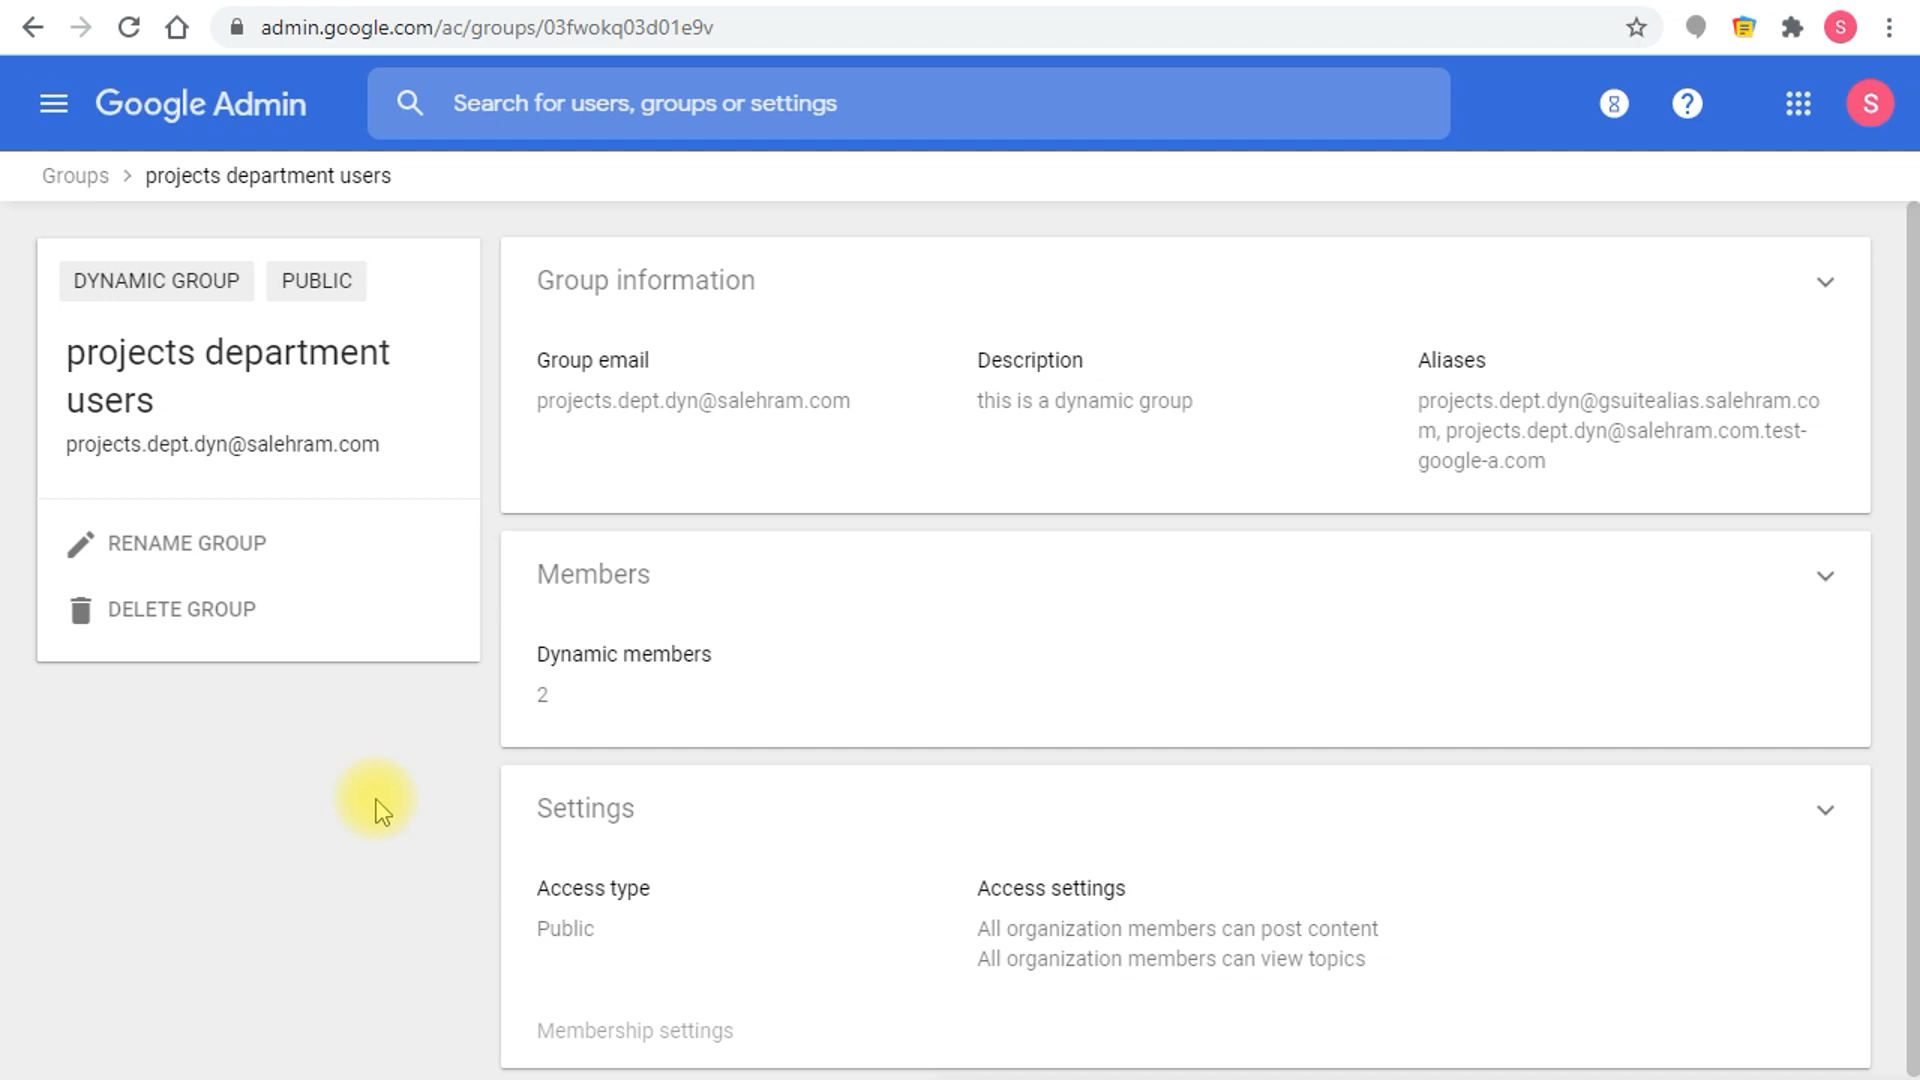 admin.google.com/ac/groups/03fwokq03d01e9v
S
Google Admin
Search for users, groups or settings
?
S
Groups > projects department users
DYNAMIC GROUP
PUBLIC
projects department
users
projects.dept.dyn@salehram.com
RENAME GROUP
DELETE GROUP
Group information
Group email
projects.dept.dyn@salehram.com
Description
this is a dynamic group
Aliases
projects.dept.dyn@gsuitealias.salehram.co
m, projects.dept.dyn@salehram.com.test-
google-a.com
Members
Dynamic members
2
Settings
Access type
Public
Access settings
All organization members can post content
All organization members can view topics
Membership settings